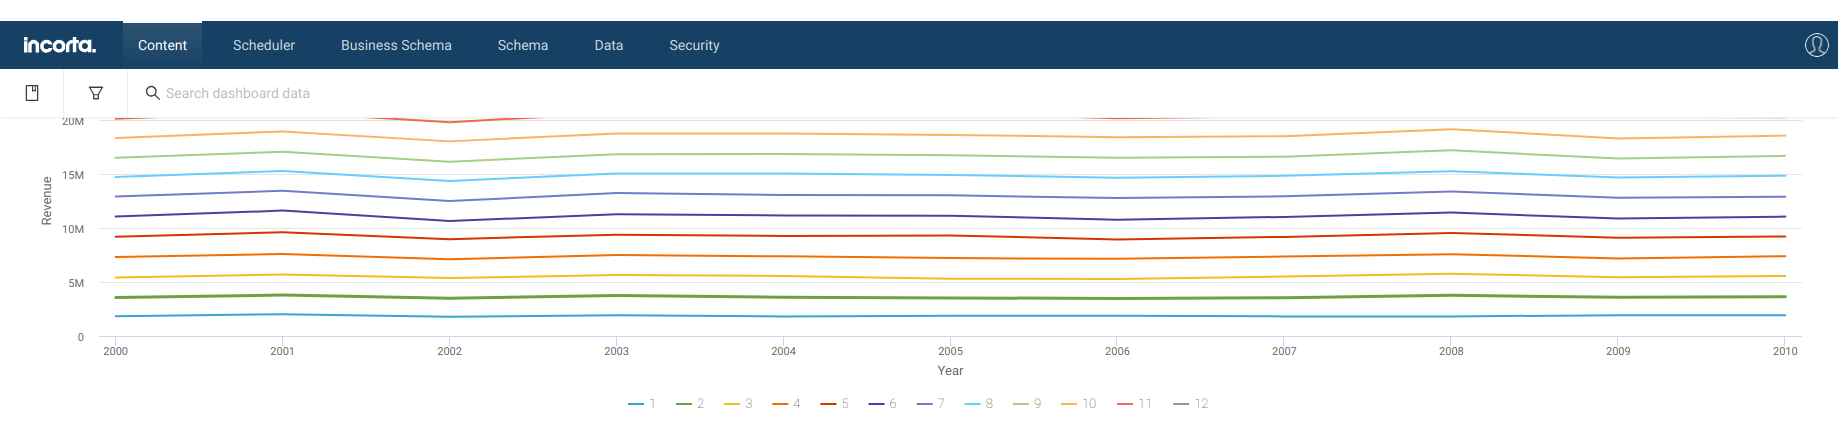 incorta. Content Scheduler Business Schema Schema Data Security
Search dashboard data
20M
15M
10M
5M
0
Revenue
2000 2001 2002 2003 2004 2005 2006 2007 2008 2009 2010
Year
1 2 3 4 5 6 7 8 9 10 11 12